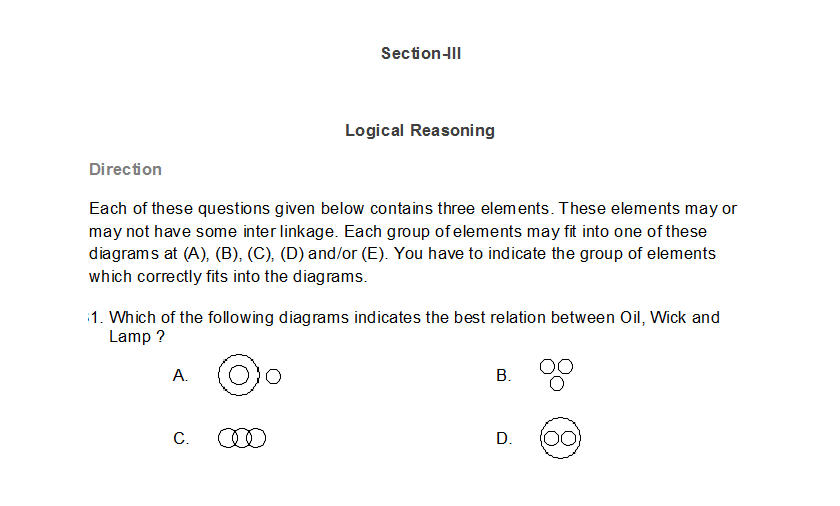 Section-III
Logical Reasoning
Direction
Each of these questions given below contains three elements. These elements may or
may not have some inter linkage. Each group of elements may fit into one of these
diagrams at (A), (B), (C), (D) and/or (E). You have to indicate the group of elements
which correctly fits into the diagrams.
1. Which of the following diagrams indicates the best relation between Oil, Wick and
Lamp ?
A. B.
C. D.